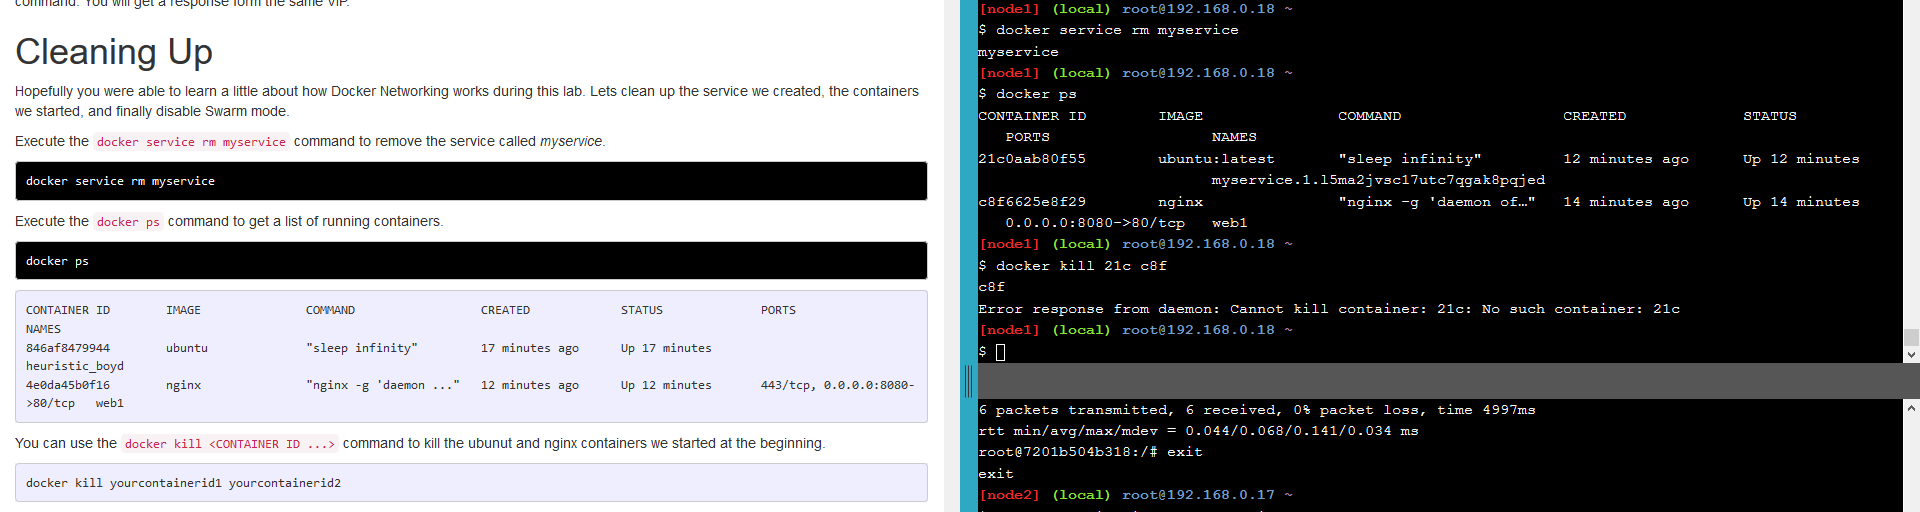 command. You will get a response form the same VIP.
Cleaning Up
Hopefully you were able to learn a little about how Docker Networking works during this lab. Lets clean up the service we created, the containers
we started, and finally disable Swarm mode.
Execute the docker service rm myservice command to remove the service called myservice.
docker service rm myservice
Execute the docker ps command to get a list of running containers.
docker ps
CONTAINER ID IMAGE COMMAND CREATED STATUS PORTS
NAMES
846af8479944 ubuntu "sleep infinity" 17 minutes ago Up 17 minutes
heuristic_boyd
4e0da45b0f16 nginx "nginx -g 'daemon ..." 12 minutes ago Up 12 minutes 443/tcp, 0.0.0.0:8080-
>80/tcp web1
You can use the docker kill <CONTAINER ID ...> command to kill the ubunut and nginx containers we started at the beginning.
docker kill yourcontainerid1 yourcontainerid2
[node1] (local) root@192.168.0.18 ~
$ docker service rm myservice
myservice
[node1] (local) root@192.168.0.18 ~
$ docker ps
CONTAINER ID IMAGE COMMAND CREATED STATUS
PORTS NAMES
21c0aab80f55 ubuntu:latest "sleep infinity" 12 minutes ago Up 12 minutes
myservice.1.l5ma2jvsc17utc7qgak8pqjed
c8f6625e8f29 nginx "nginx -g 'daemon of…" 14 minutes ago Up 14 minutes
0.0.0.0:8080->80/tcp web1
[node1] (local) root@192.168.0.18 ~
$ docker kill 21c c8f
c8f
Error response from daemon: Cannot kill container: 21c: No such container: 21c
[node1] (local) root@192.168.0.18 ~
$
6 packets transmitted, 6 received, 0% packet loss, time 4997ms
rtt min/avg/max/mdev = 0.044/0.068/0.141/0.034 ms
root@7201b504b318:/# exit
exit
[node2] (local) root@192.168.0.17 ~